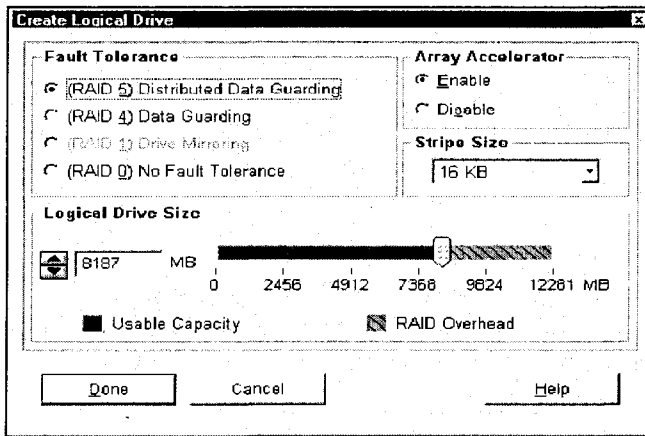 Create Logical Drive
Fault Tolerance
(RAID 5) Distributed Data Guarding
(RAID 4) Data Guarding
(RAID 1) Drive Mirroring
(RAID 0) No Fault Tolerance
Array Accelerator
Enable
Disable
Stripe Size
16 KB
Logical Drive Size
8187 MB
0 2456 4912 7368 9824 12281 MB
Usable Capacity
RAID Overhead
Done
Cancel
Help